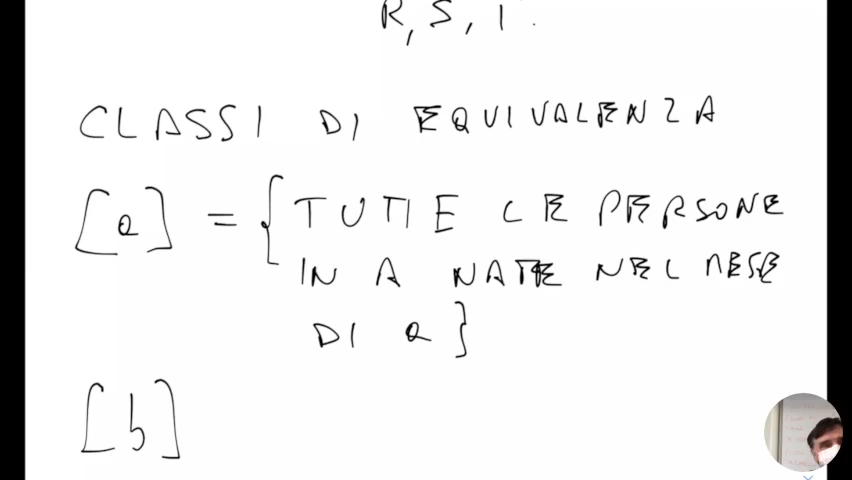 R, S, T.
CLASSI DI EQUIVALENZA
[a] = { TUTTE LE PERSONE
IN A NATE NEL MESE
DI a }
[b]